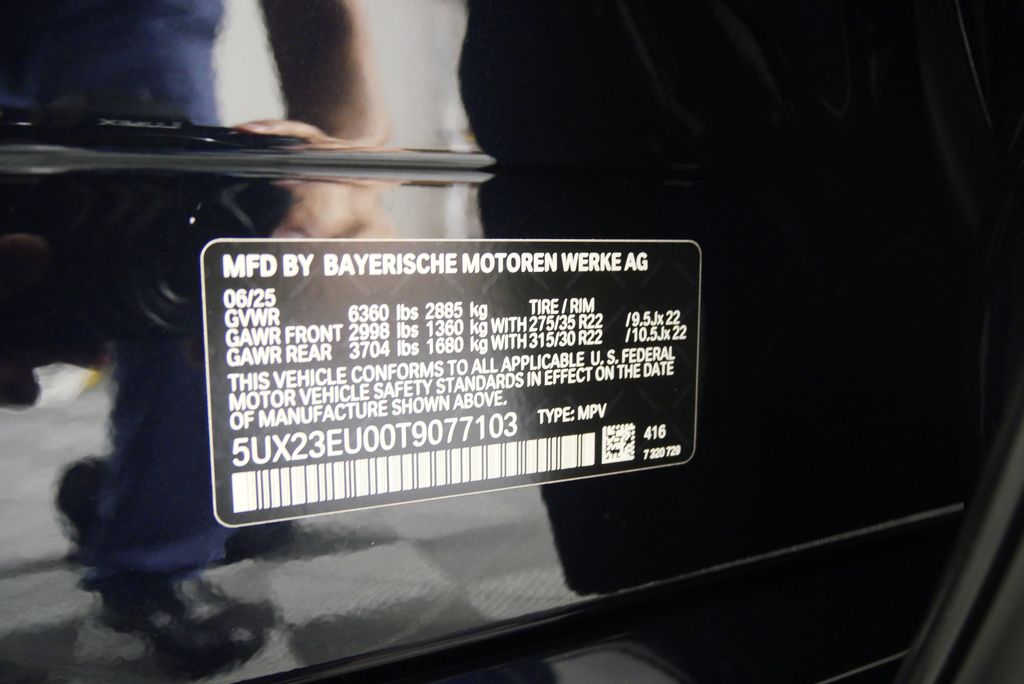 MFD BY BAYERISCHE MOTOREN WERKE AG
06/25
GVWR 6360 lbs 2885 kg TIRE / RIM
GAWR FRONT 2998 lbs 1360 kg WITH 275/35 R22 /9.5Jx22
GAWR REAR 3704 lbs 1680 kg WITH 315/30 R22 /10.5Jx22
THIS VEHICLE CONFORMS TO ALL APPLICABLE U.S. FEDERAL
MOTOR VEHICLE SAFETY STANDARDS IN EFFECT ON THE DATE
OF MANUFACTURE SHOWN ABOVE.
5UX23EU00T9077103 TYPE: MPV
416
7 320 720